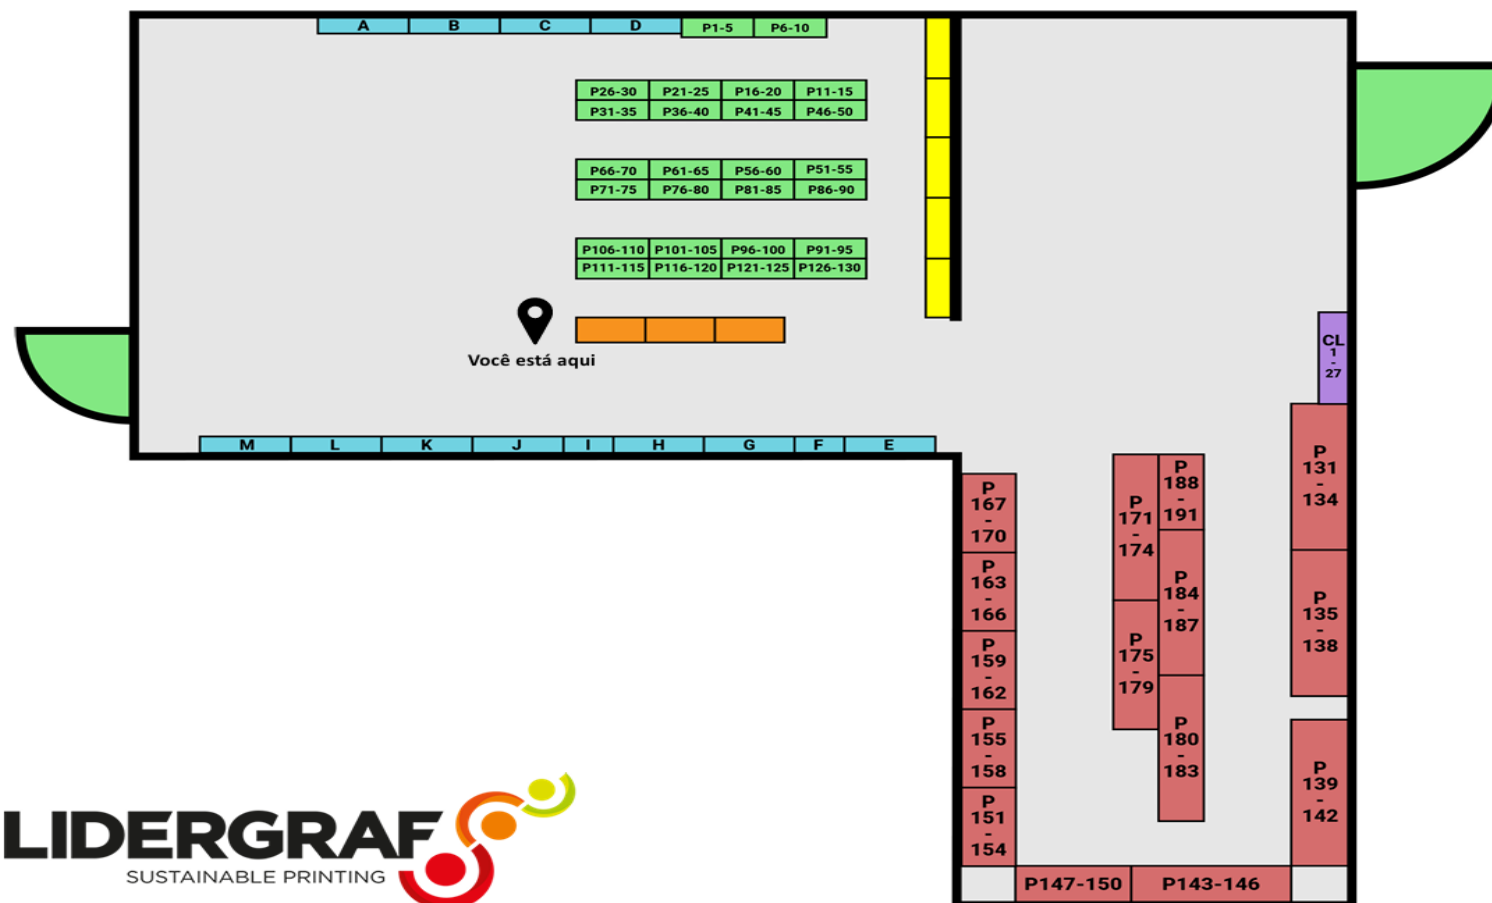 A B C D P1-5 P6-10
P26-30 P21-25 P16-20 P11-15
P31-35 P36-40 P41-45 P46-50
P66-70 P61-65 P56-60 P51-55
P71-75 P76-80 P81-85 P86-90
P106-110 P101-105 P96-100 P91-95
P111-115 P116-120 P121-125 P126-130
Você está aqui
M L K J I H G F E
CL
1
-
27
P
131
-
134
P
135
-
138
P
139
-
142
P
188
-
191
P
184
-
187
P
180
-
183
P
171
-
174
P
175
-
179
P
167
-
170
P
163
-
166
P
159
-
162
P
155
-
158
P
151
-
154
P147-150 P143-146
LIDERGRAF
SUSTAINABLE PRINTING